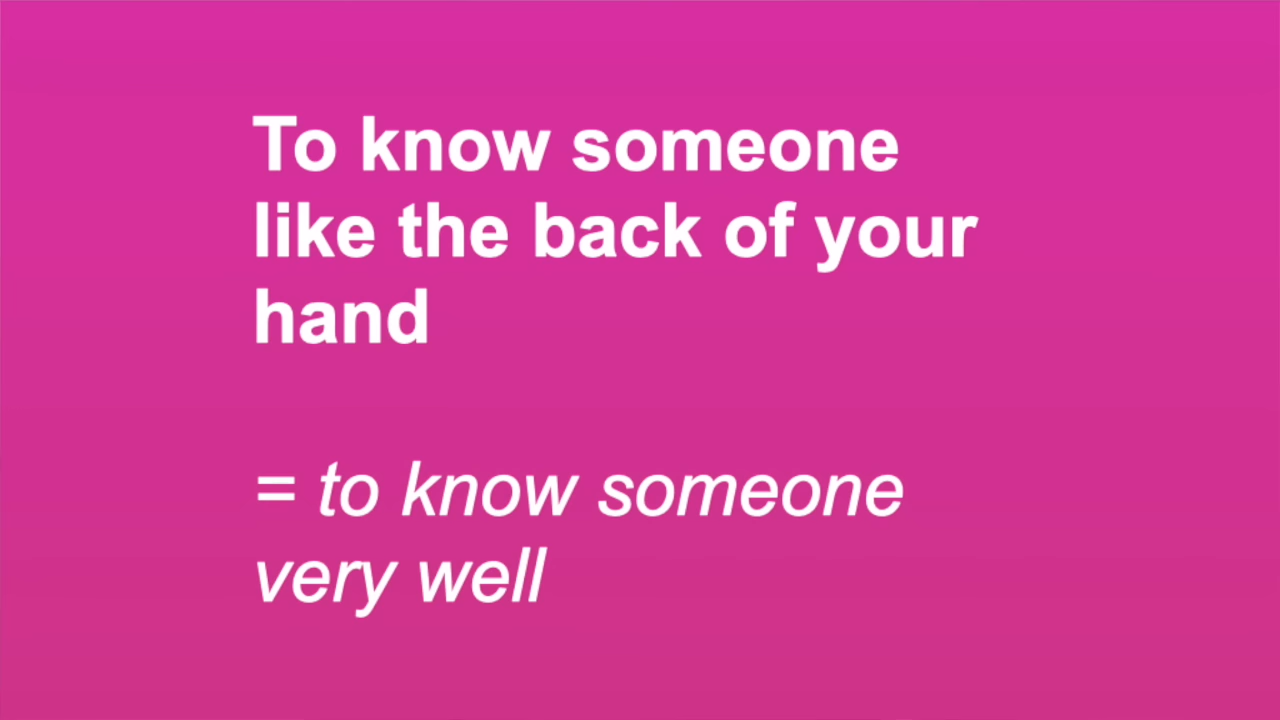 To know someone
like the back of your
hand
= to know someone
very well